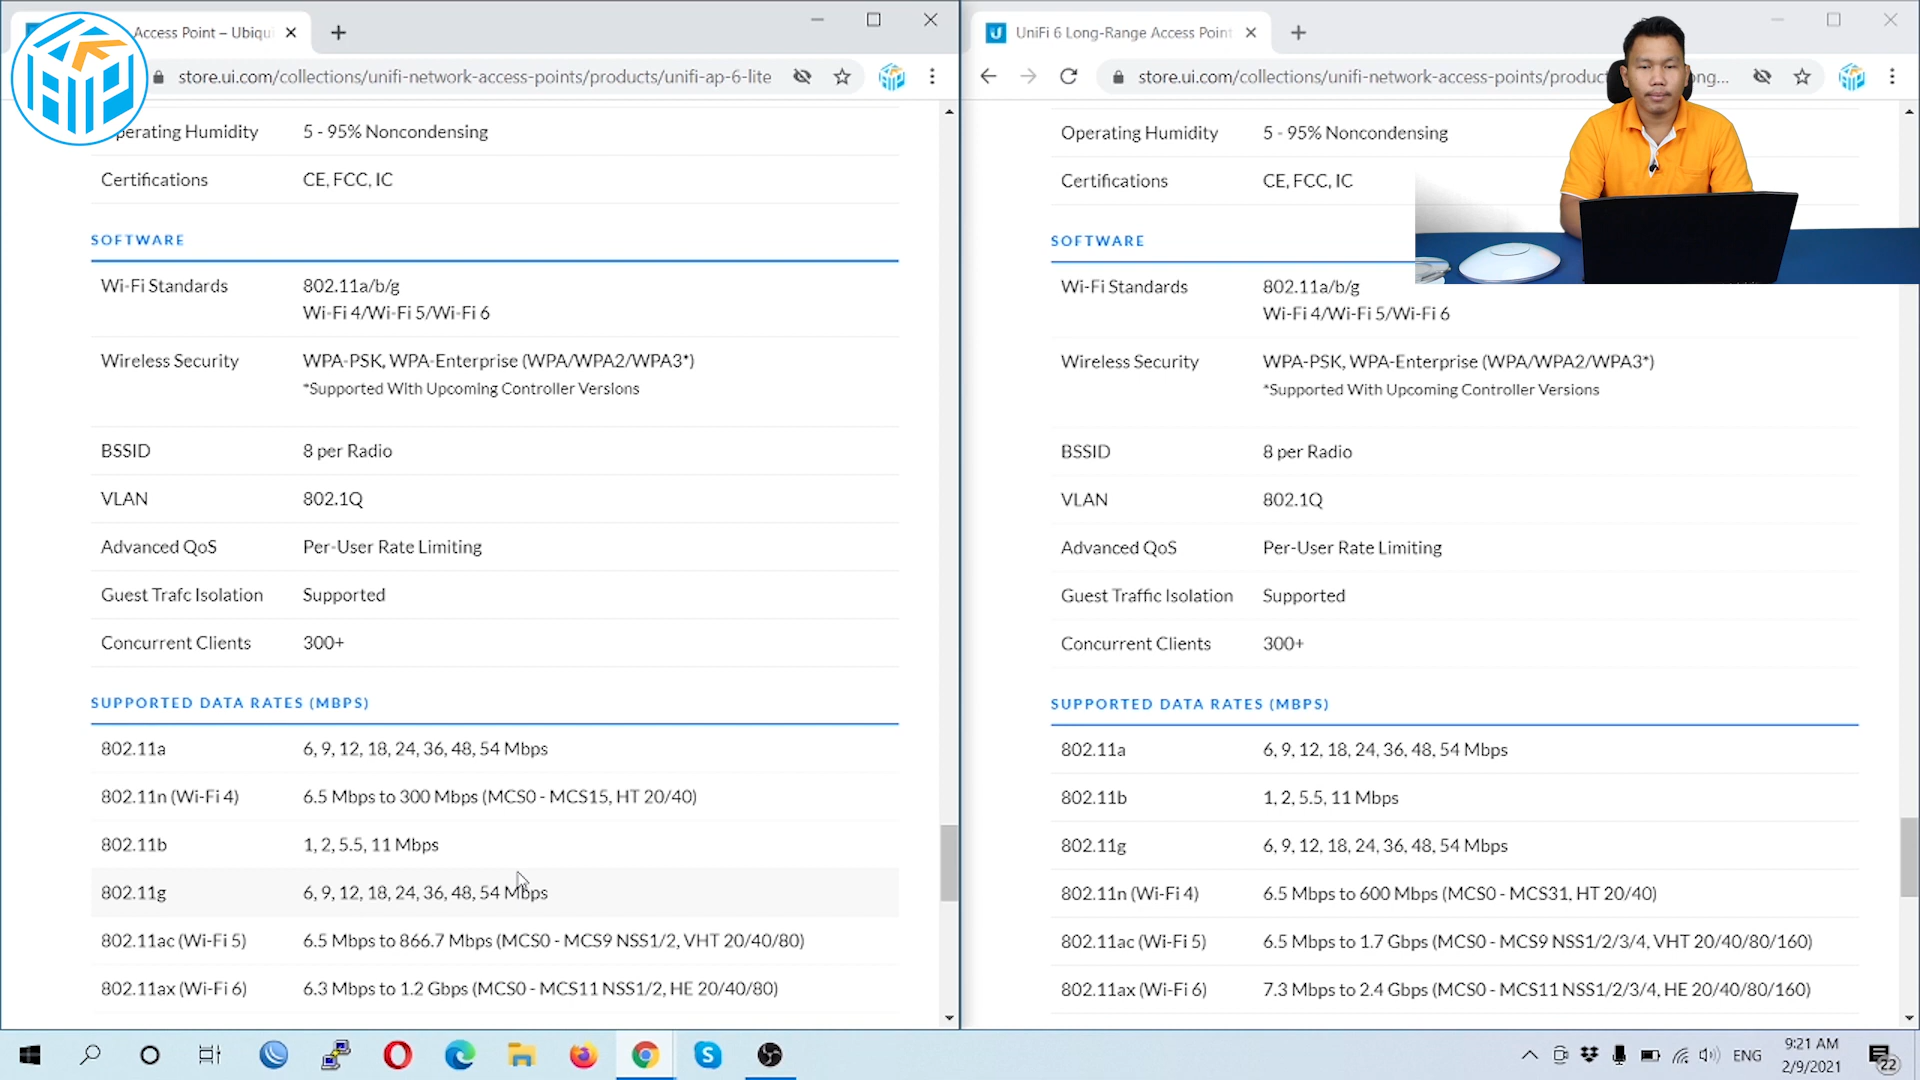 Access Point – Ubiqui
store.ui.com/collections/unifi-network-access-points/products/unifi-ap-6-lite
perating Humidity 5 - 95% Noncondensing
Certifications CE, FCC, IC
SOFTWARE
Wi-Fi Standards 802.11a/b/g
Wi-Fi 4/Wi-Fi 5/Wi-Fi 6
Wireless Security WPA-PSK, WPA-Enterprise (WPA/WPA2/WPA3*)
*Supported With Upcoming Controller Versions
BSSID 8 per Radio
VLAN 802.1Q
Advanced QoS Per-User Rate Limiting
Guest Trafc Isolation Supported
Concurrent Clients 300+
SUPPORTED DATA RATES (MBPS)
802.11a 6, 9, 12, 18, 24, 36, 48, 54 Mbps
802.11n (Wi-Fi 4) 6.5 Mbps to 300 Mbps (MCS0 - MCS15, HT 20/40)
802.11b 1, 2, 5.5, 11 Mbps
802.11g 6, 9, 12, 18, 24, 36, 48, 54 Mbps
802.11ac (Wi-Fi 5) 6.5 Mbps to 866.7 Mbps (MCS0 - MCS9 NSS1/2, VHT 20/40/80)
802.11ax (Wi-Fi 6) 6.3 Mbps to 1.2 Gbps (MCS0 - MCS11 NSS1/2, HE 20/40/80)
UniFi 6 Long-Range Access Point
store.ui.com/collections/unifi-network-access-points/produc ong...
Operating Humidity 5 - 95% Noncondensing
Certifications CE, FCC, IC
SOFTWARE
Wi-Fi Standards 802.11a/b/g
Wi-Fi 4/Wi-Fi 5/Wi-Fi 6
Wireless Security WPA-PSK, WPA-Enterprise (WPA/WPA2/WPA3*)
*Supported With Upcoming Controller Versions
BSSID 8 per Radio
VLAN 802.1Q
Advanced QoS Per-User Rate Limiting
Guest Traffic Isolation Supported
Concurrent Clients 300+
SUPPORTED DATA RATES (MBPS)
802.11a 6, 9, 12, 18, 24, 36, 48, 54 Mbps
802.11b 1, 2, 5.5, 11 Mbps
802.11g 6, 9, 12, 18, 24, 36, 48, 54 Mbps
802.11n (Wi-Fi 4) 6.5 Mbps to 600 Mbps (MCS0 - MCS31, HT 20/40)
802.11ac (Wi-Fi 5) 6.5 Mbps to 1.7 Gbps (MCS0 - MCS9 NSS1/2/3/4, VHT 20/40/80/160)
802.11ax (Wi-Fi 6) 7.3 Mbps to 2.4 Gbps (MCS0 - MCS11 NSS1/2/3/4, HE 20/40/80/160)
ENG
9:21 AM
2/9/2021
22